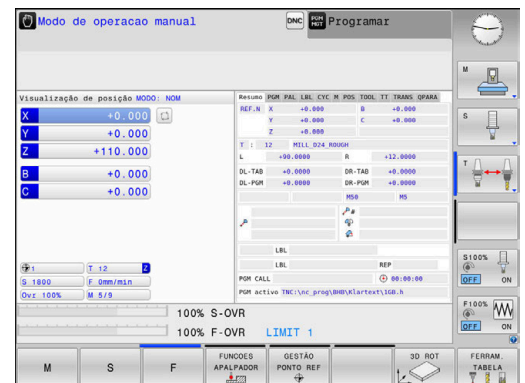 Modo de operacao manual
DNC
PGM MGT
Programar
Visualização de posição MODO: NOM
X +0.000
Y +0.000
Z +110.000
B +0.000
C +0.000
1 T 12 Z
S 1800 F 0mm/min
Ovr 100% M 5/9
Resumo PGM PAL LBL CYC M POS TOOL TT TRANS QPARA
REF.N X +0.000 B +0.000
Y +0.000 C +0.000
Z +0.000
T : 12 MILL_D24_ROUGH
L +90.0000 R +12.0000
DL-TAB +0.0000 DR-TAB +0.0000
DL-PGM +0.0000 DR-PGM +0.0000
M50 M5
P#
LBL
LBL REP
PGM CALL 00:00:00
PGM activo TNC:\nc_prog\BHB\Klartext\1GB.h
100% S-OVR
100% F-OVR LIMIT 1
M
S
F
FUNCOES
APALPADOR
GESTÃO
PONTO REF
3D ROT
FERRAM.
TABELA
M
S
T
S100%
OFF ON
F100%
OFF ON